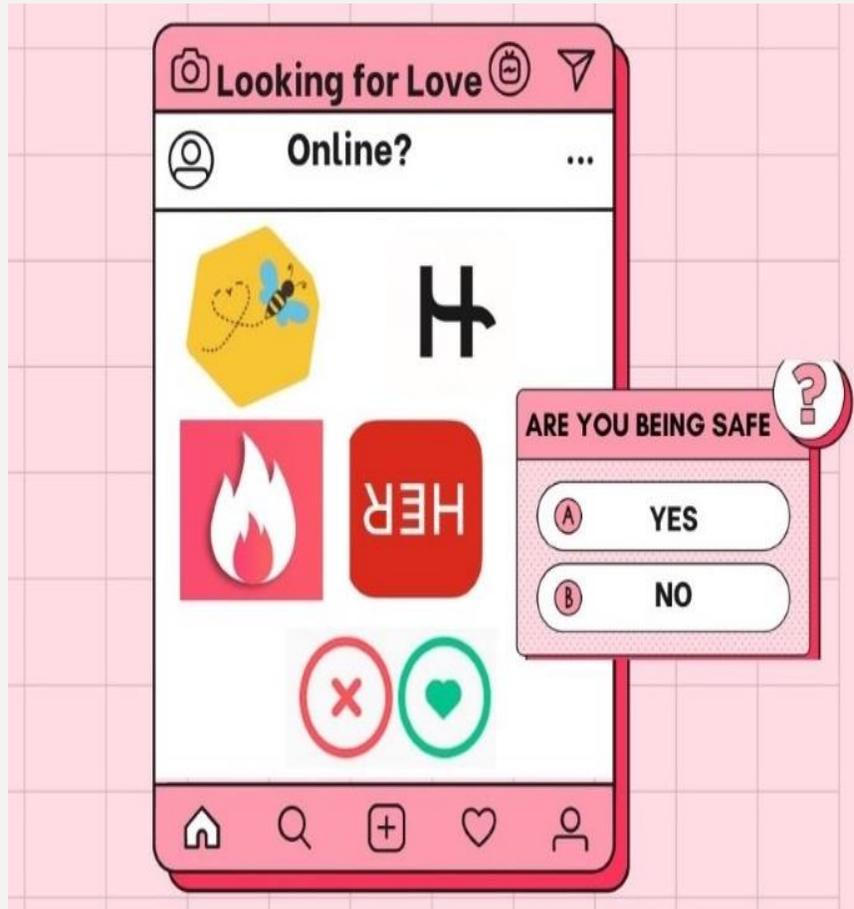 Looking for Love
Online?
H
HER
?
ARE YOU BEING SAFE
A YES
B NO